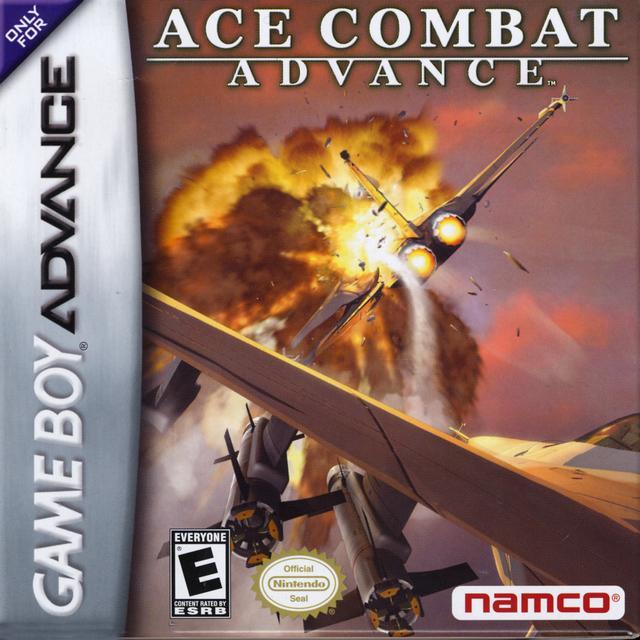 ONLY
FOR
GAME BOY ADVANCE
®
ACE COMBAT
ADVANCE™
EVERYONE
E
®
CONTENT RATED BY
ESRB
Official
Nintendo
Seal
namco®